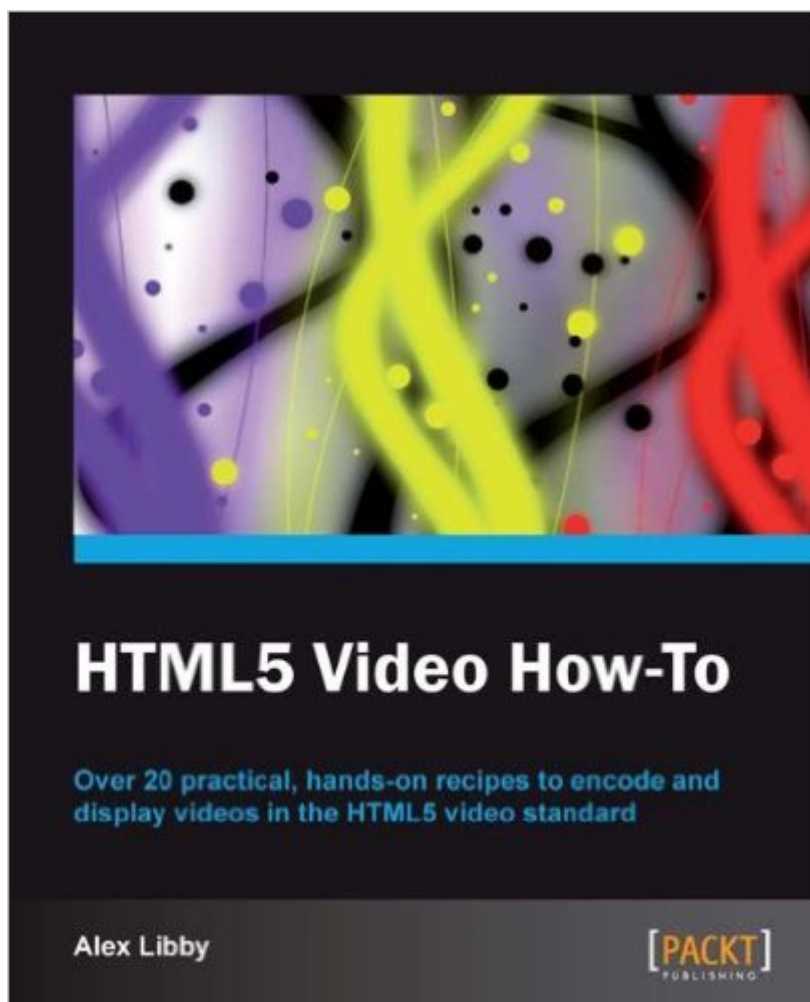 HTML5 Video How-To
Over 20 practical, hands-on recipes to encode and
display videos in the HTML5 video standard
Alex Libby
[PACKT]
PUBLISHING